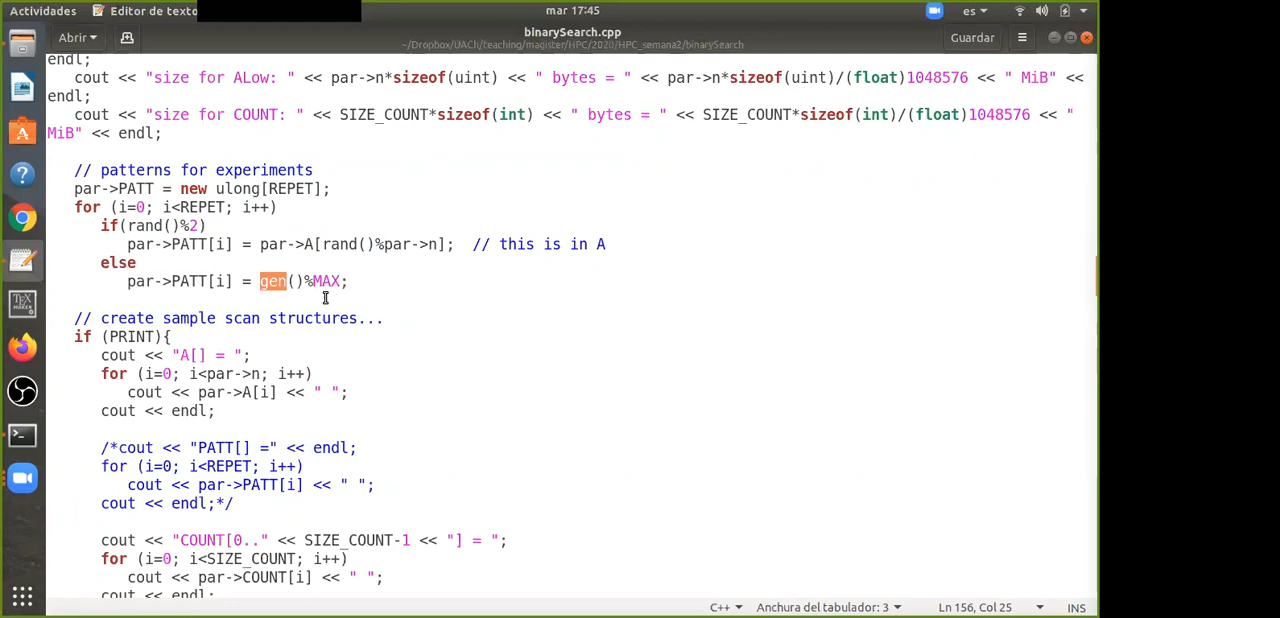 Actividades Editor de texto mar 17:45 es
Abrir binarySearch.cpp Guardar
~/Dropbox/UACh/teaching/magister/HPC/2020/HPC_semana2/binarySearch
endl;
cout << "size for ALow: " << par->n*sizeof(uint) << " bytes = " << par->n*sizeof(uint)/(float)1048576 << " MiB" <<
endl;
cout << "size for COUNT: " << SIZE_COUNT*sizeof(int) << " bytes = " << SIZE_COUNT*sizeof(int)/(float)1048576 << "
MiB" << endl;
// patterns for experiments
par->PATT = new ulong[REPET];
for (i=0; i<REPET; i++)
if(rand()%2)
par->PATT[i] = par->A[rand()%par->n]; // this is in A
else
par->PATT[i] = gen()%MAX;
// create sample scan structures...
if (PRINT){
cout << "A[] = ";
for (i=0; i<par->n; i++)
cout << par->A[i] << " ";
cout << endl;
/*cout << "PATT[] =" << endl;
for (i=0; i<REPET; i++)
cout << par->PATT[i] << " ";
cout << endl;*/
cout << "COUNT[0.." << SIZE_COUNT-1 << "] = ";
for (i=0; i<SIZE_COUNT; i++)
cout << par->COUNT[i] << " ";
cout << endl;
C++ Anchura del tabulador: 3 Ln 156, Col 25 INS